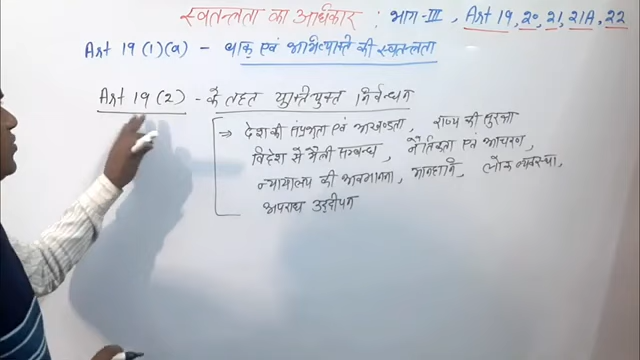 स्वतन्त्रता का अधिकार : भाग-III, Art 19, 20, 21, 21A, 22
Art 19 (1)(a) - वाक् एवं अभिव्यक्ति की स्वतन्त्रता
Art 19 (2) - के तहत युक्तियुक्त निर्बन्धन
⇒ देश की संप्रभुता एवं अखण्डता, राज्य की सुरक्षा
विदेश से मैत्री सम्बन्ध, नैतिकता एवं आचरण,
न्यायालय की अवमानना, मानहानि, लोक व्यवस्था,
अपराध उद्दीपन